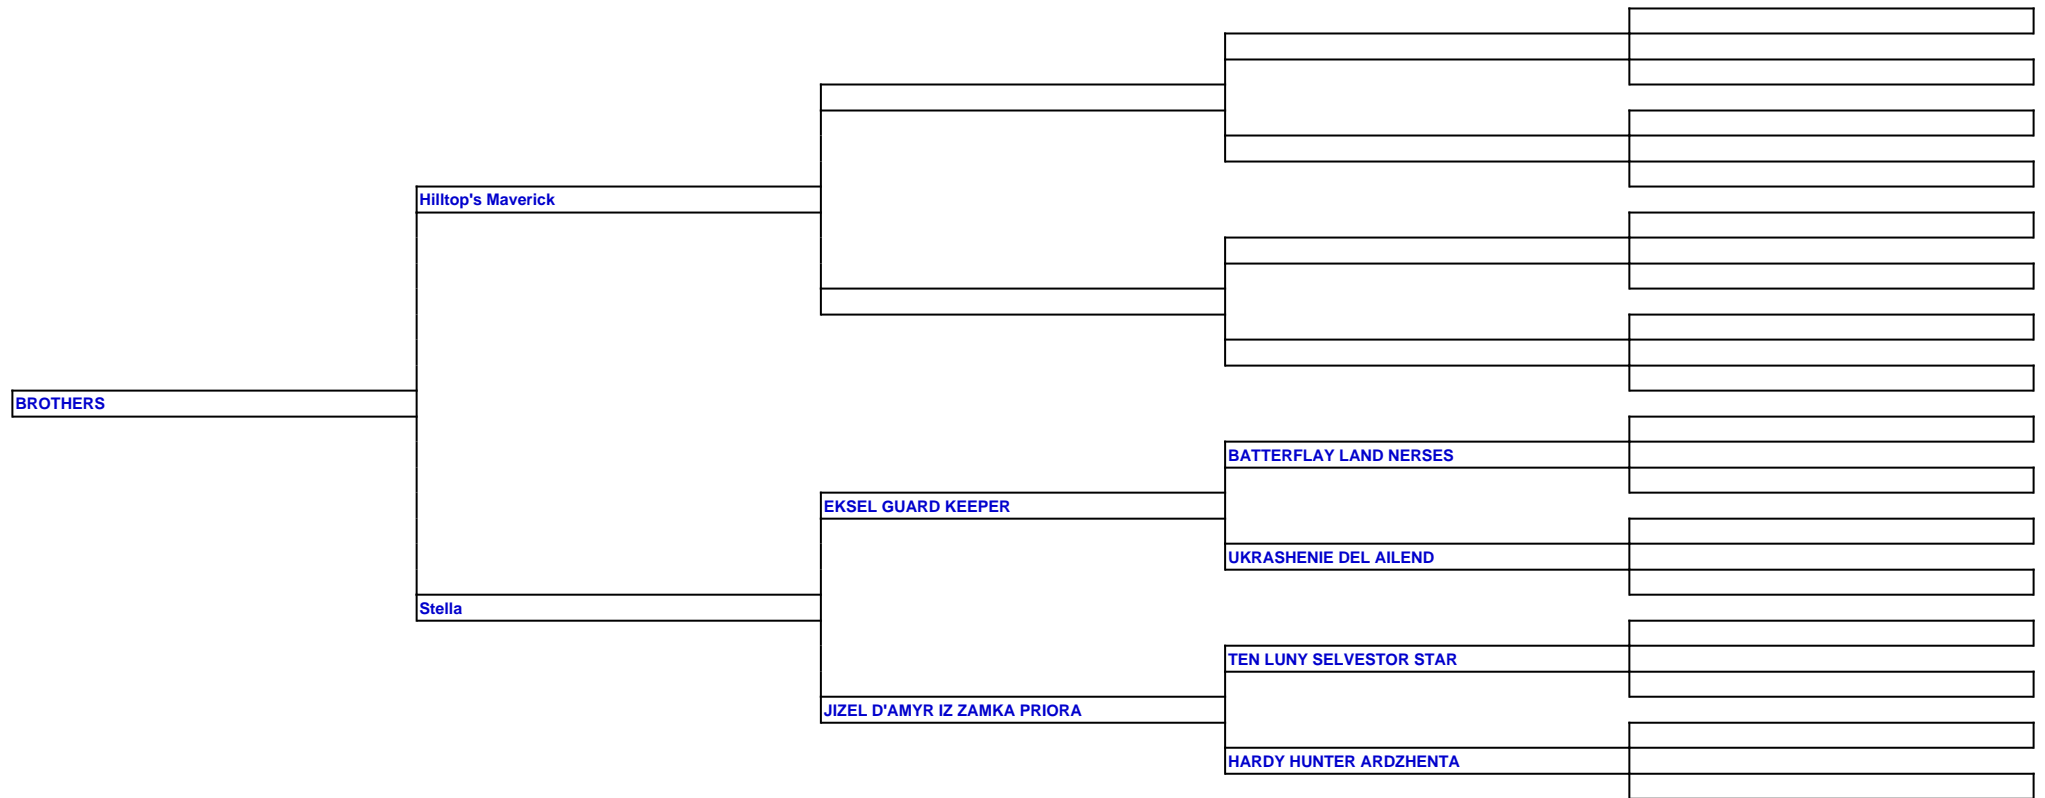 Hilltop's Maverick
BROTHERS
BATTERFLAY LAND NERSES
EKSEL GUARD KEEPER
UKRASHENIE DEL AILEND
Stella
TEN LUNY SELVESTOR STAR
JIZEL D'AMYR IZ ZAMKA PRIORA
HARDY HUNTER ARDZHENTA